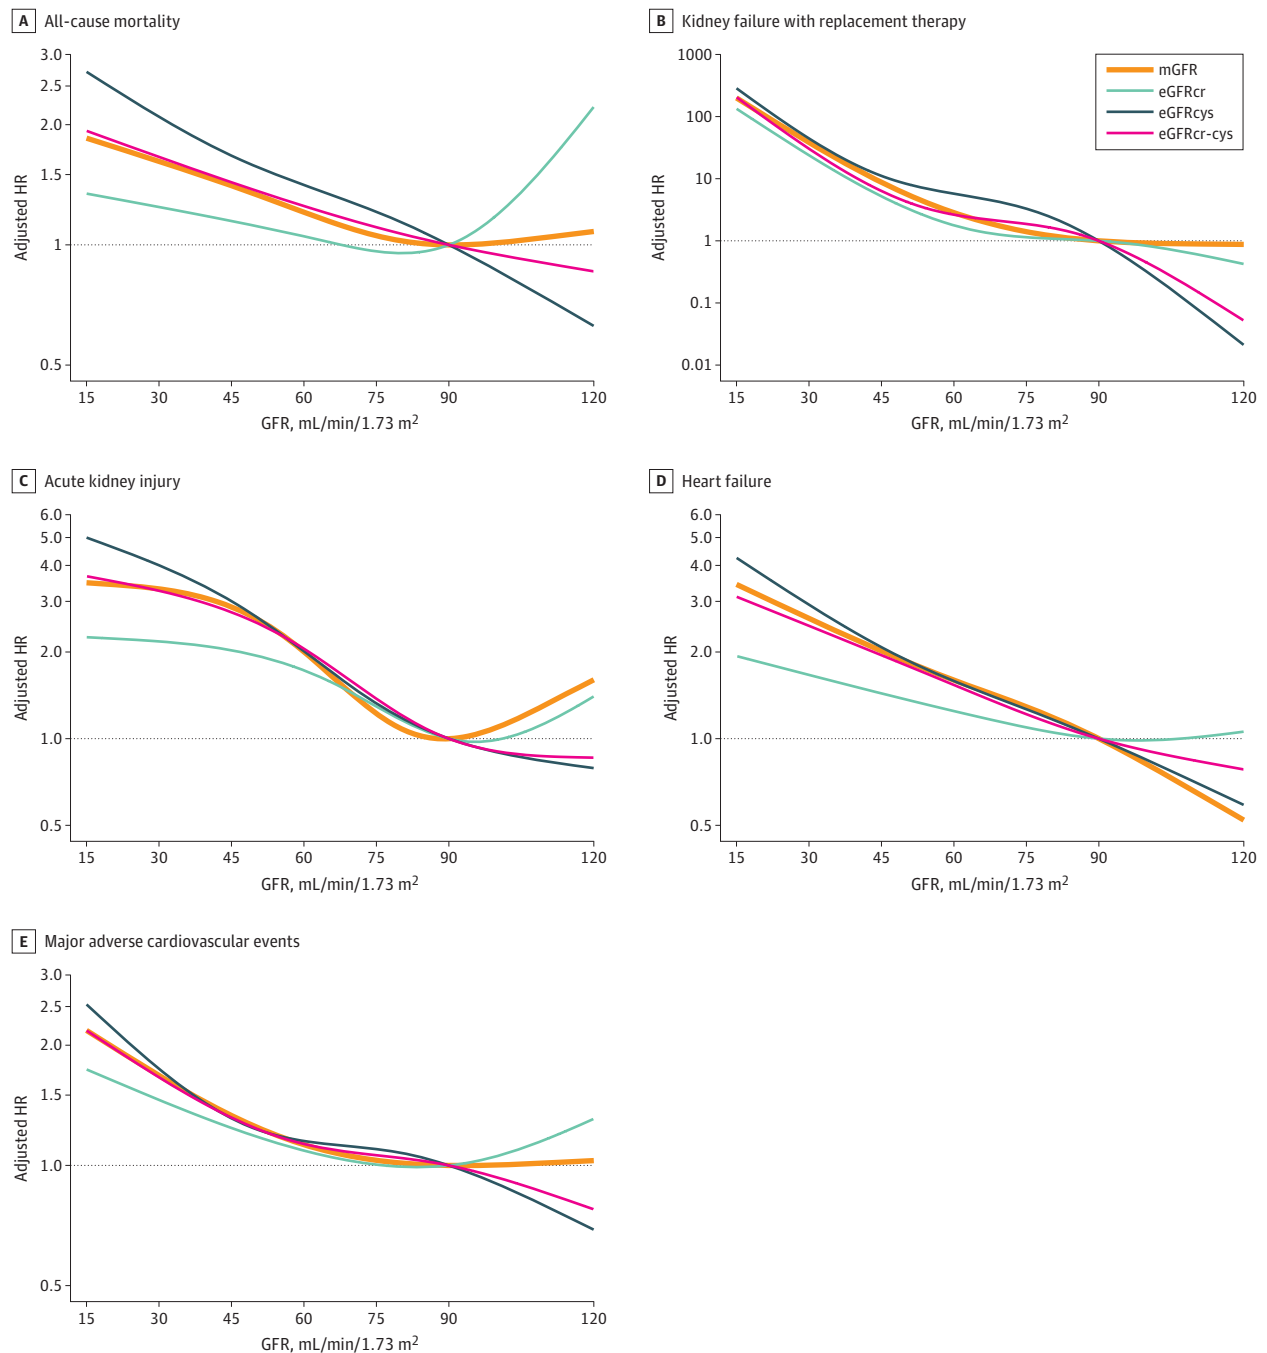 A All-cause mortality
3.0
2.5
2.0
1.5
1
0.5
Adjusted HR
15 30 45 60 75 90 120
GFR, mL/min/1.73 m²
B Kidney failure with replacement therapy
1000
100
10
1
0.1
0.01
Adjusted HR
mGFR
eGFRcr
eGFRcys
eGFRcr-cys
15 30 45 60 75 90 120
GFR, mL/min/1.73 m²
C Acute kidney injury
6.0
5.0
4.0
3.0
2.0
1.0
0.5
Adjusted HR
15 30 45 60 75 90 120
GFR, mL/min/1.73 m²
D Heart failure
6.0
5.0
4.0
3.0
2.0
1.0
0.5
Adjusted HR
15 30 45 60 75 90 120
GFR, mL/min/1.73 m²
E Major adverse cardiovascular events
3.0
2.5
2.0
1.5
1.0
0.5
Adjusted HR
15 30 45 60 75 90 120
GFR, mL/min/1.73 m²